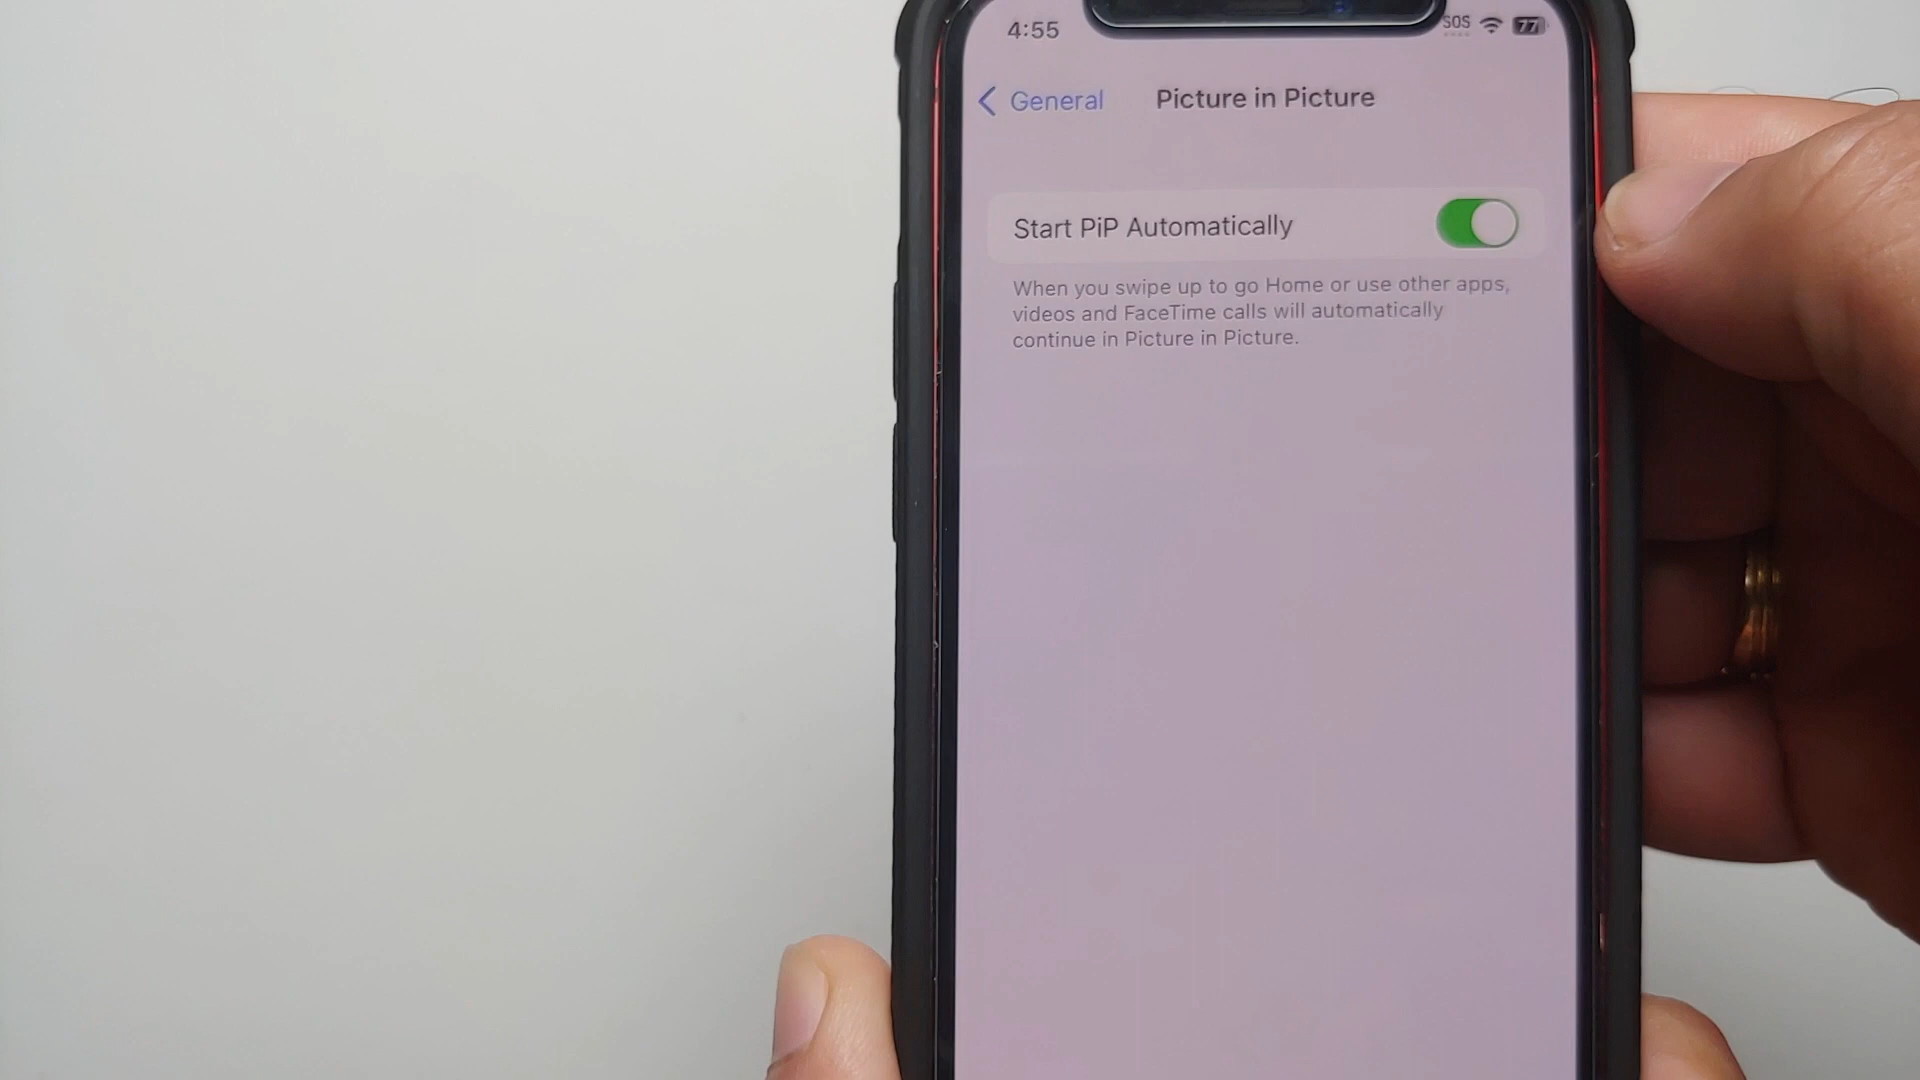 4:55 SOS 77
General Picture in Picture
Start PiP Automatically
When you swipe up to go Home or use other apps,
videos and FaceTime calls will automatically
continue in Picture in Picture.